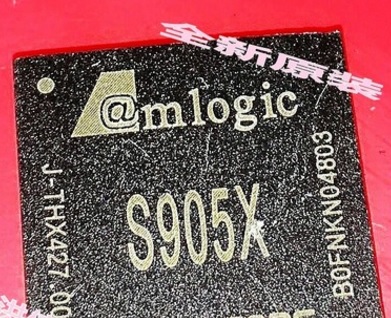 全新原装
@mlogic
S905X
J-THX427.00
B0FNKN04803